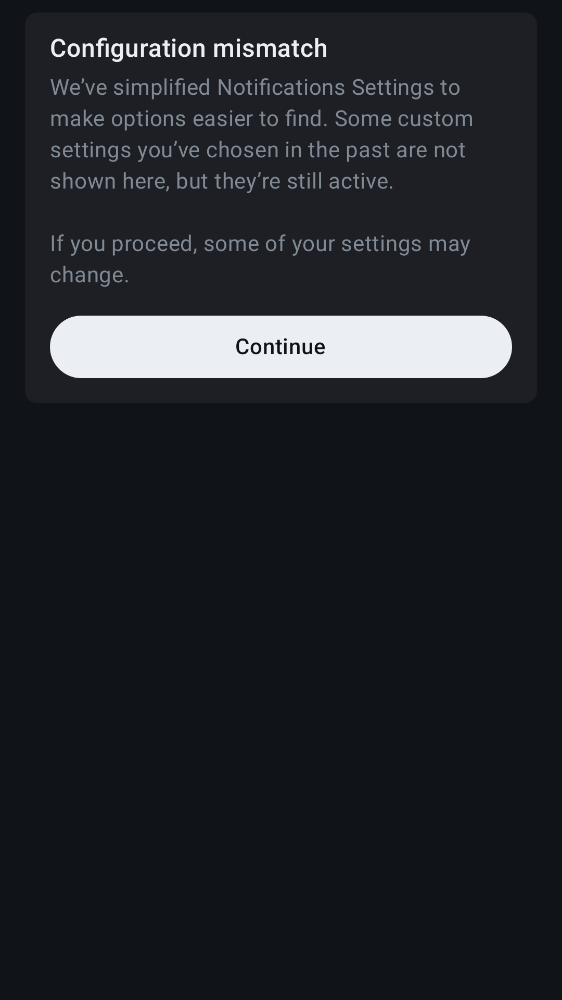 Configuration mismatch
We’ve simplified Notifications Settings to
make options easier to find. Some custom
settings you’ve chosen in the past are not
shown here, but they’re still active.
If you proceed, some of your settings may
change.
Continue